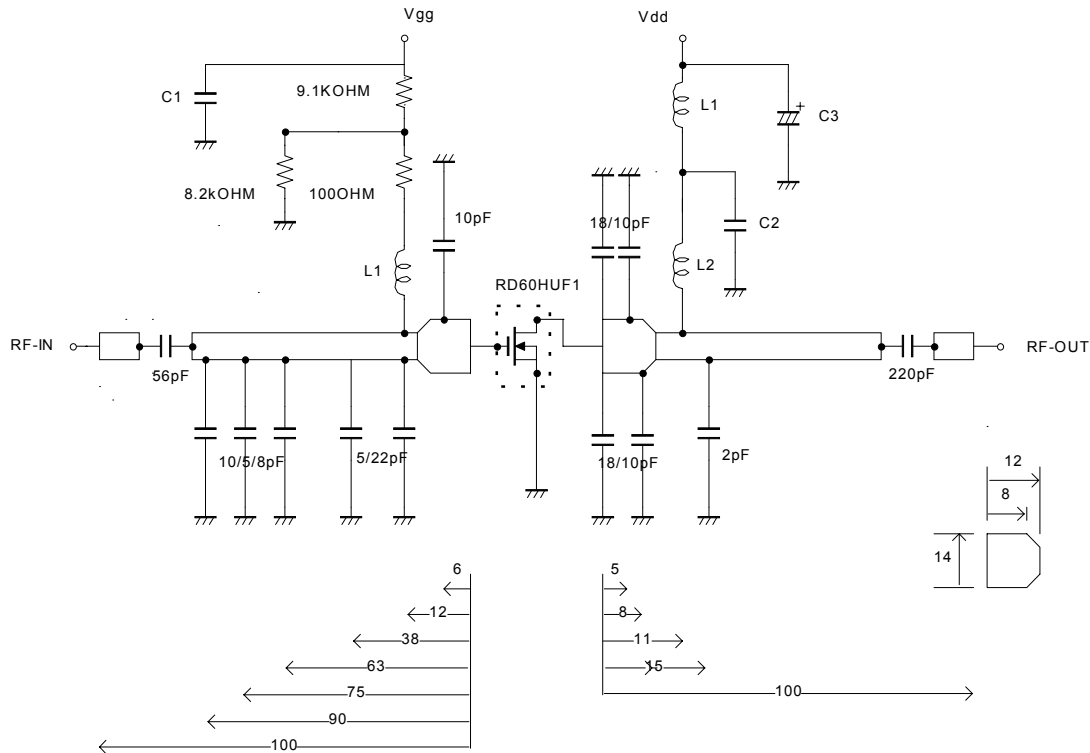 Vgg
Vdd
C1
9.1KOHM
L1
C3
+
8.2kOHM
100OHM
10pF
18/10pF
C2
L1
L2
RD60HUF1
RF-IN
RF-OUT
56pF
220pF
10/5/8pF
5/22pF
18/10pF
2pF
12
8
14
6
5
12
8
38
11
63
15
75
100
90
100